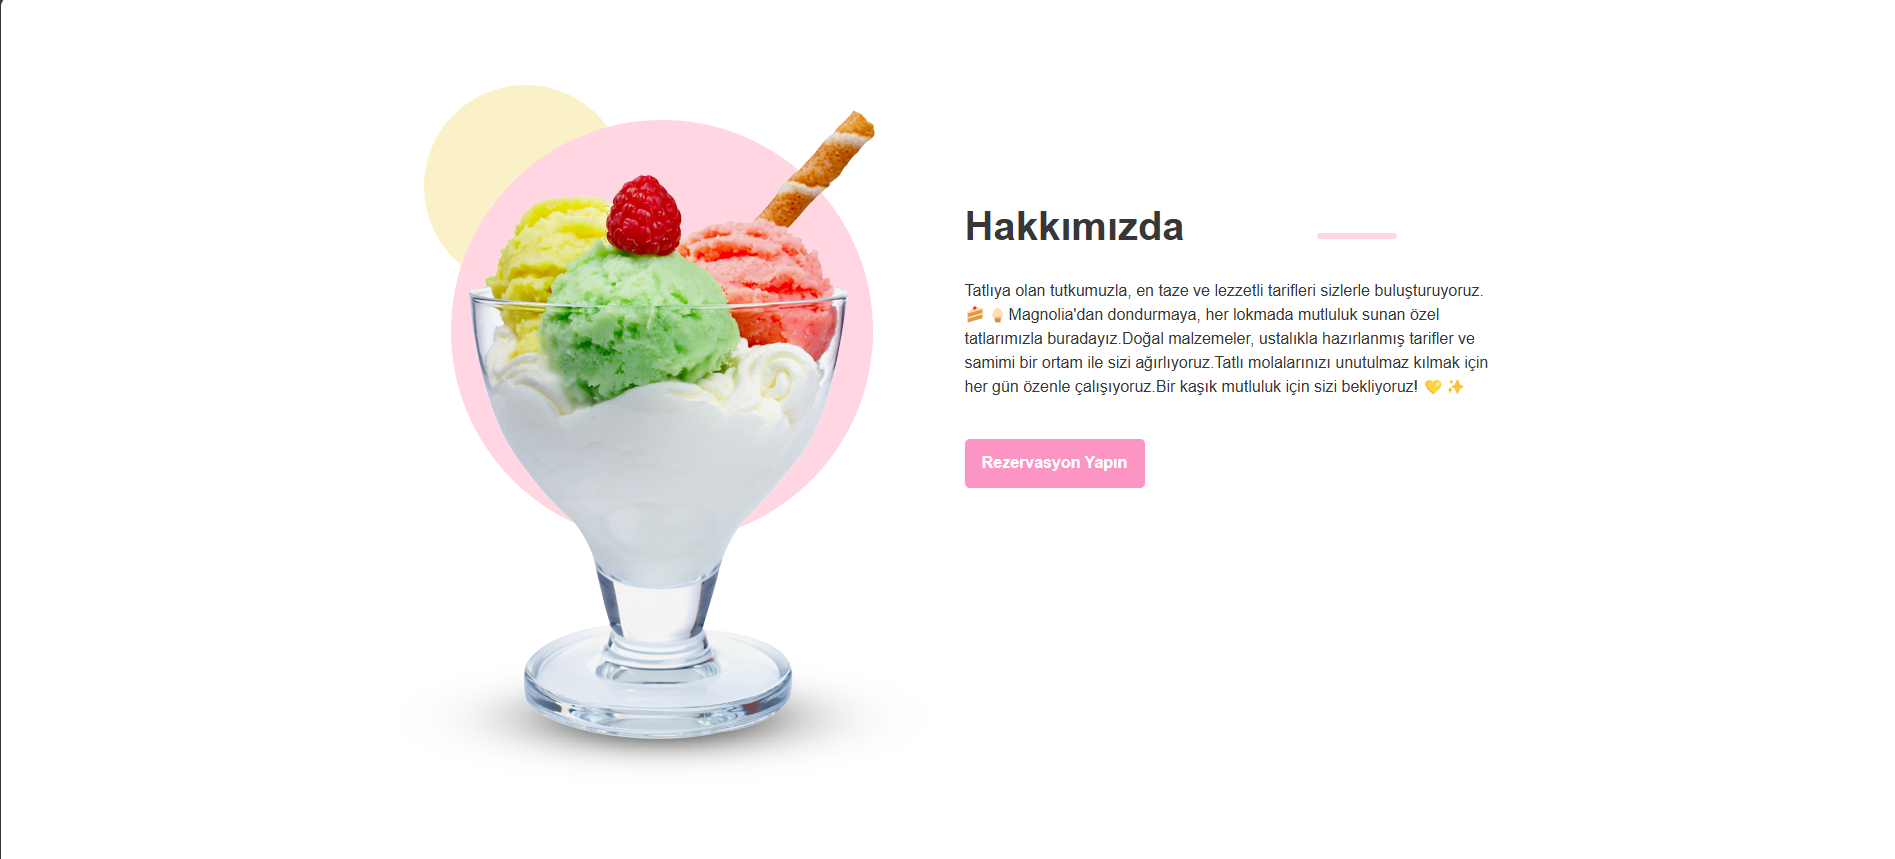 Hakkımızda
Tatlıya olan tutkumuzla, en taze ve lezzetli tarifleri sizlerle buluşturuyoruz.
🍰 🍦Magnolia'dan dondurmaya, her lokmada mutluluk sunan özel
tatlarımızla buradayız.Doğal malzemeler, ustalıkla hazırlanmış tarifler ve
samimi bir ortam ile sizi ağırlıyoruz.Tatlı molalarınızı unutulmaz kılmak için
her gün özenle çalışıyoruz.Bir kaşık mutluluk için sizi bekliyoruz! 💛 ✨
Rezervasyon Yapın